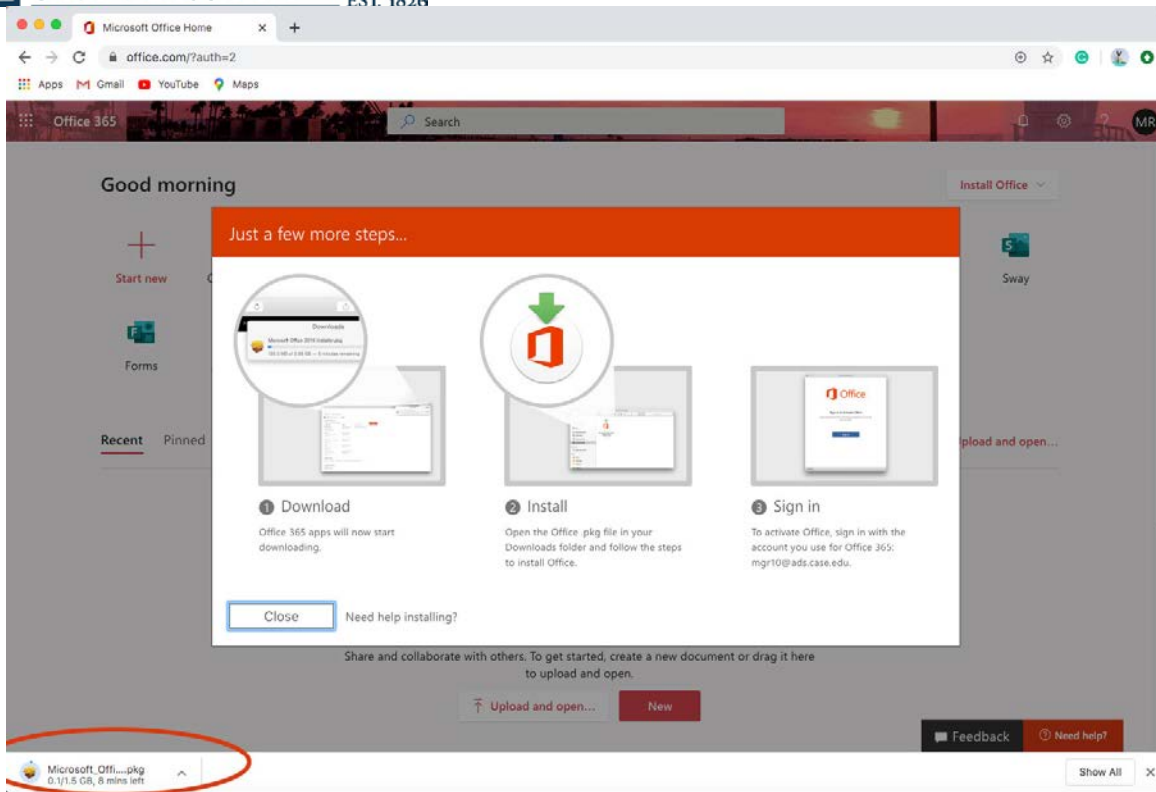 EST. 1826
Microsoft Office Home
office.com/?auth=2
Apps Gmail YouTube Maps
Office 365 Search MR
Good morning Install Office
Just a few more steps...
Start new Sway
Forms
Downloads
Recent Pinned pload and open...
Office
1 Download
Office 365 apps will now start
downloading.
2 Install
Open the Office .pkg file in your
Downloads folder and follow the steps
to install Office.
3 Sign in
To activate Office, sign in with the
account you use for Office 365:
mgr10@ads.case.edu.
Close Need help installing?
Share and collaborate with others. To get started, create a new document or drag it here
to upload and open.
Upload and open... New
Feedback Need help?
Microsoft_Offi....pkg
0.1/1.5 GB, 8 mins left
Show All